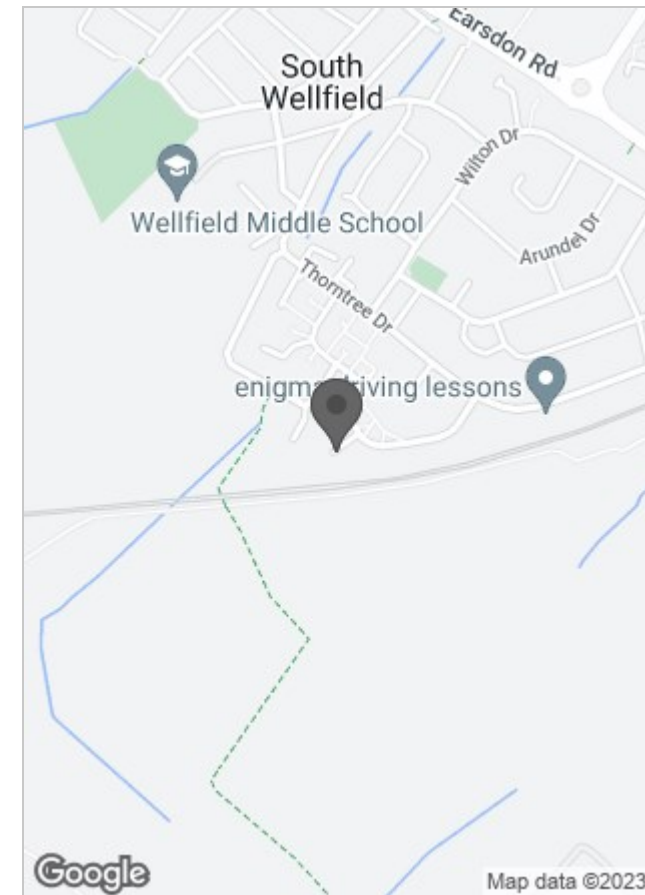 Earsdon Rd
South
Wellfield
Wilton Dr
Wellfield Middle School
Arundel Dr
Thorntree Dr
enigma driving lessons
Google
Map data ©2023